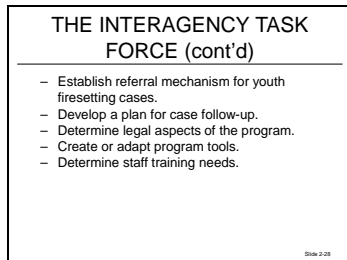 THE INTERAGENCY TASK
FORCE (cont'd)
– Establish referral mechanism for youth
firesetting cases.
– Develop a plan for case follow-up.
– Determine legal aspects of the program.
– Create or adapt program tools.
– Determine staff training needs.
Slide 2-28